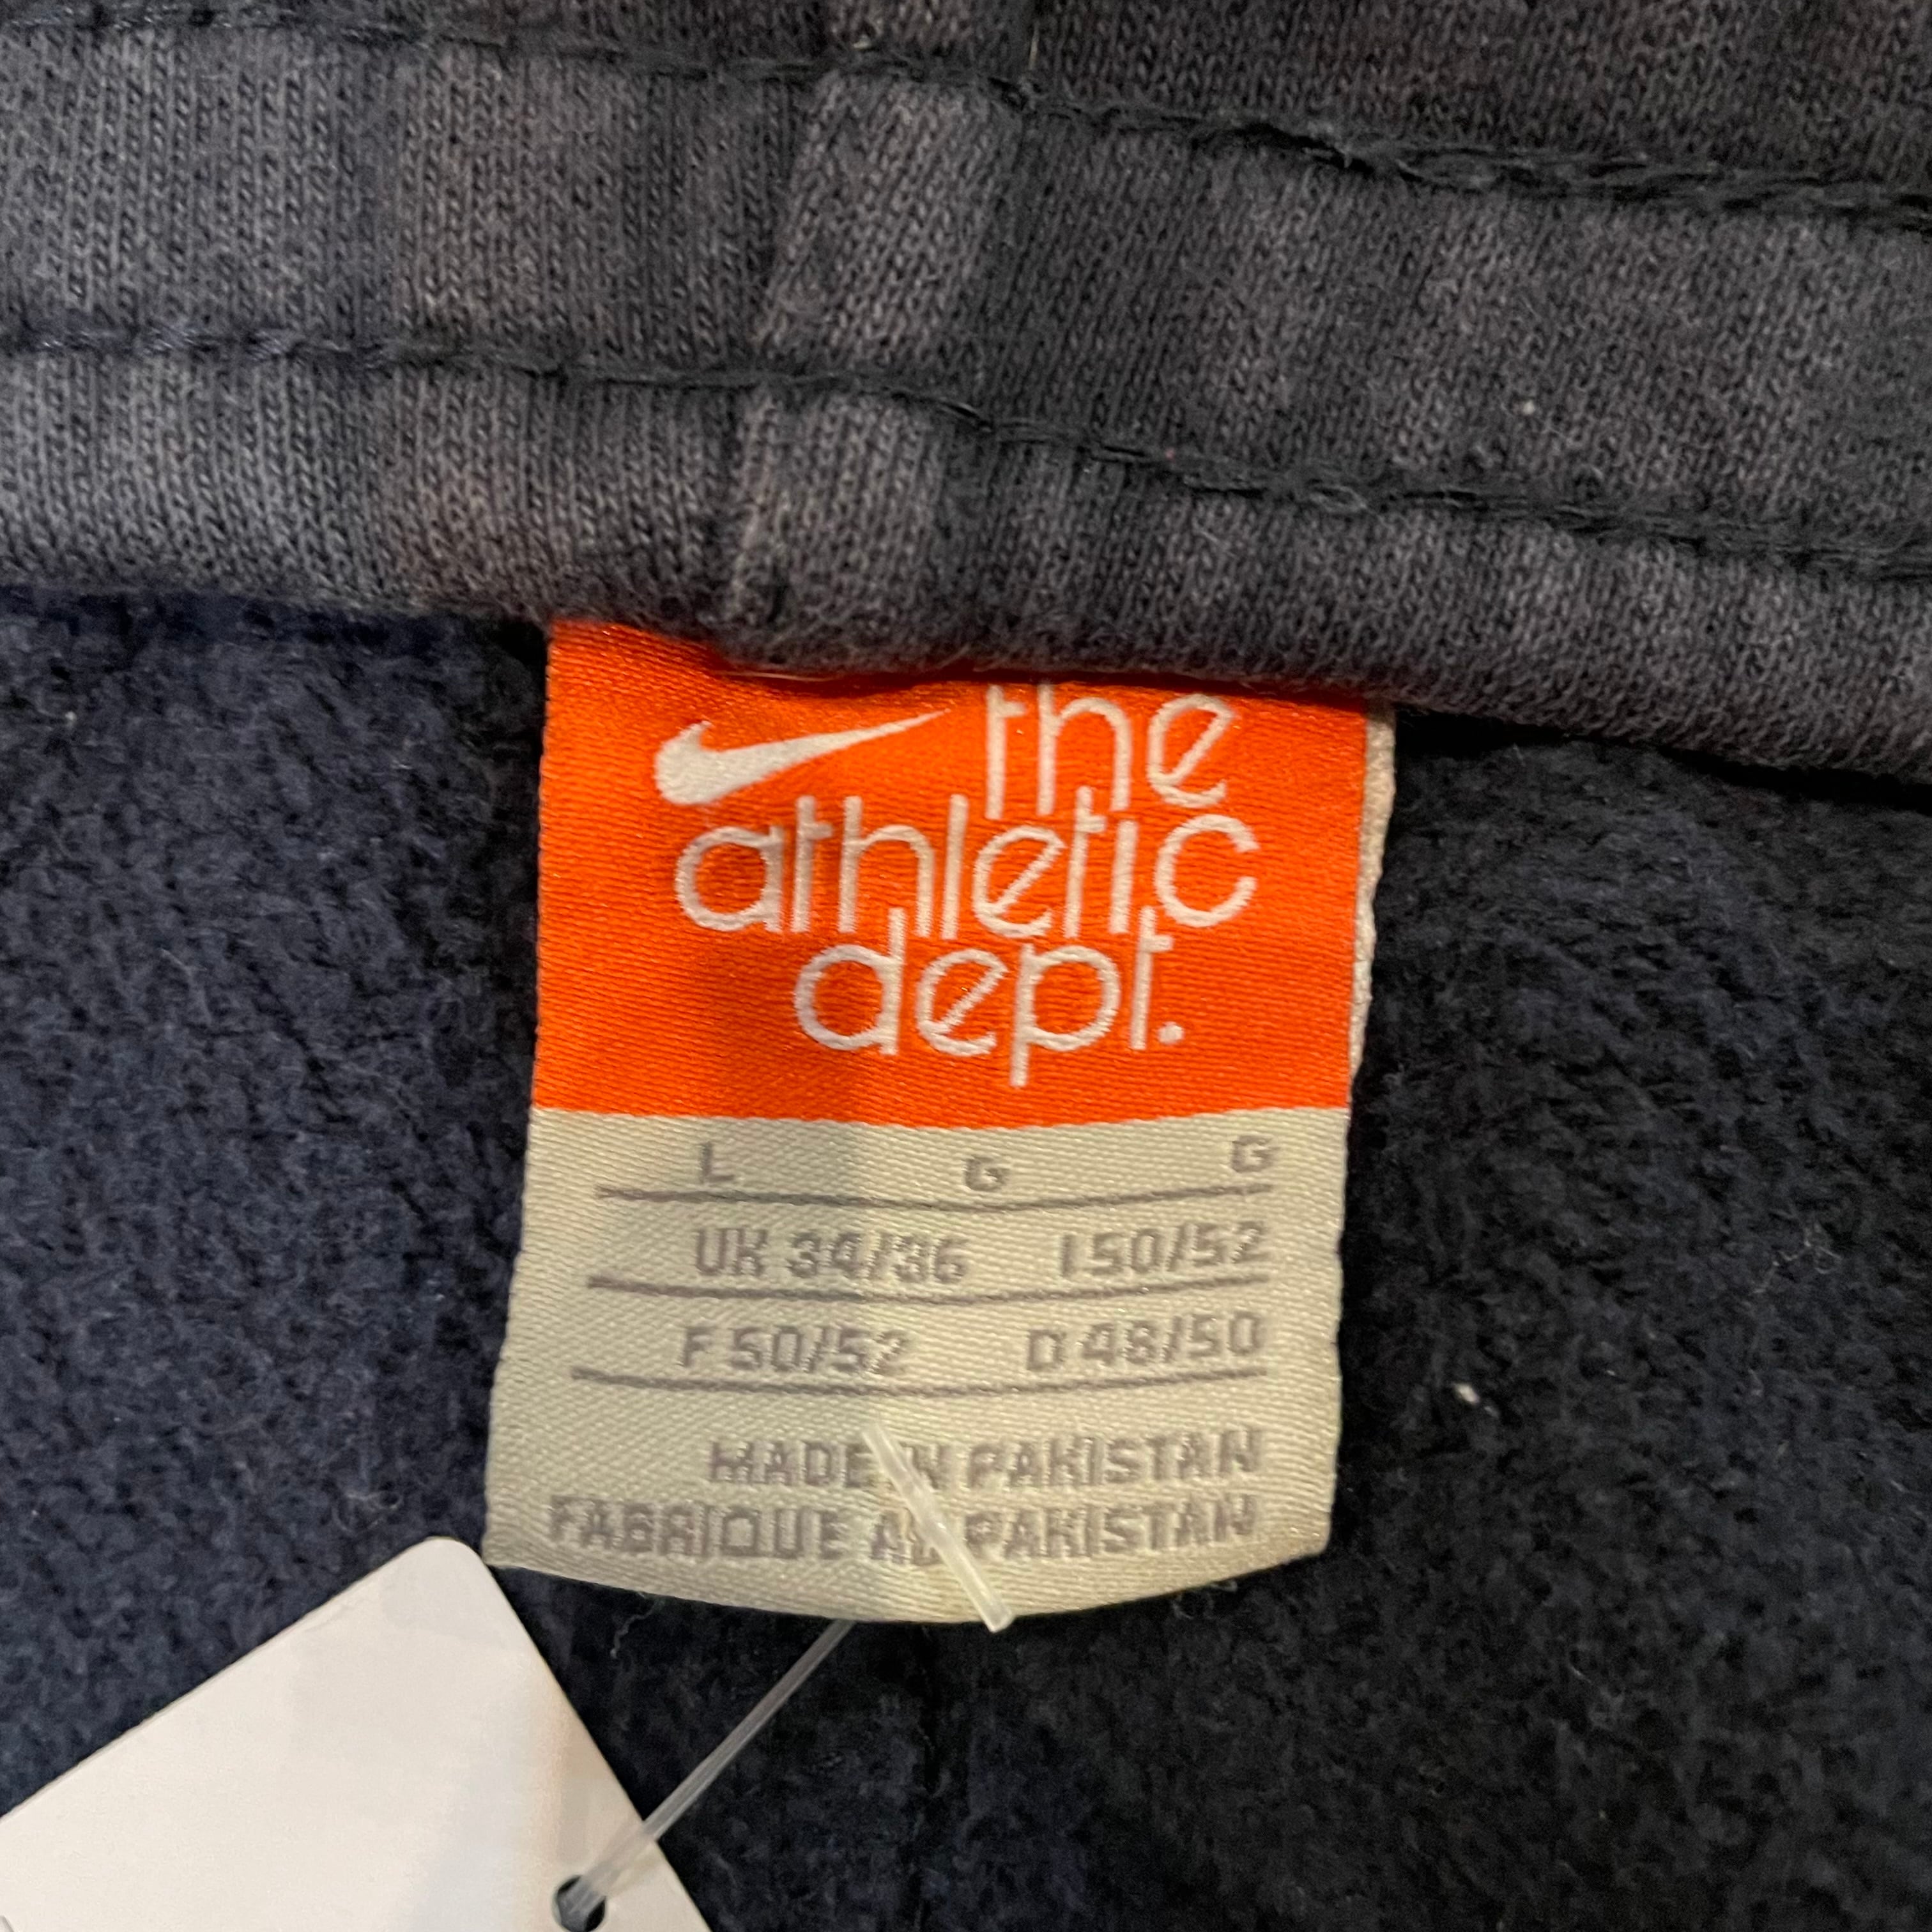 the
athletic
dept.
L G G
UK 34/36 I 50/52
F 50/52 D 48/50
MADE IN PAKISTAN
FABRIQUE AU PAKISTAN